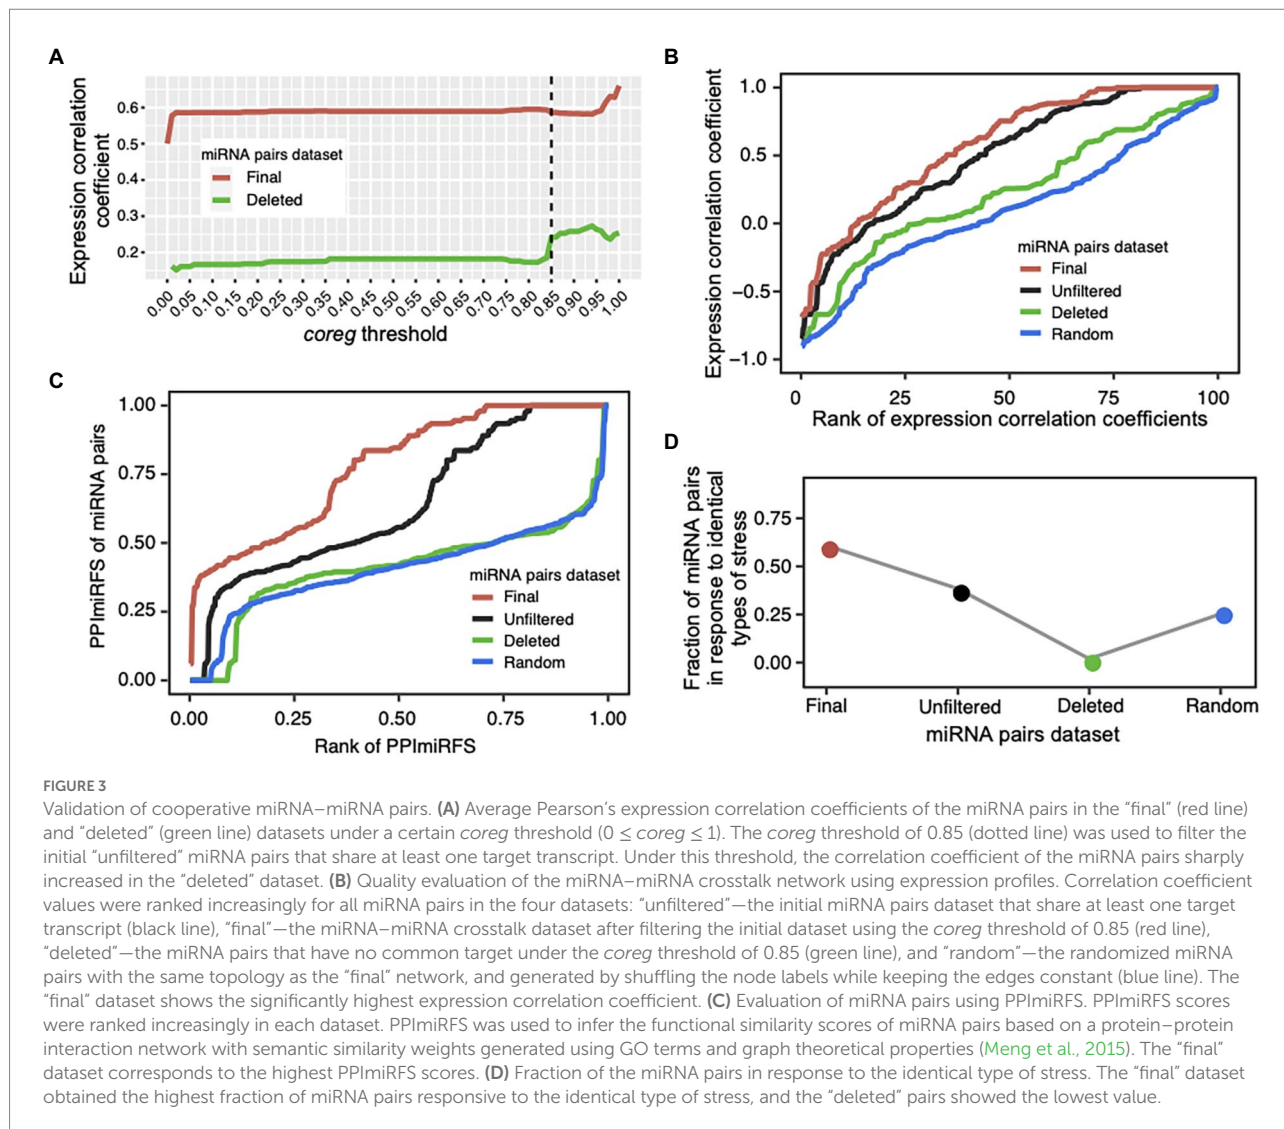 A
Expression correlation
coefficient
0.6
0.5
0.4
0.3
0.2
miRNA pairs dataset
Final
Deleted
0.00 0.05 0.10 0.15 0.20 0.25 0.30 0.35 0.40 0.45 0.50 0.55 0.60 0.65 0.70 0.75 0.80 0.85 0.90 0.95 1.00
coreg threshold
B
Expression correlation coefficient
1.0
0.5
0.0
−0.5
−1.0
miRNA pairs dataset
Final
Unfiltered
Deleted
Random
0 25 50 75 100
Rank of expression correlation coefficients
C
PPImiRFS of miRNA pairs
1.00
0.75
0.50
0.25
0.00
miRNA pairs dataset
Final
Unfiltered
Deleted
Random
0.00 0.25 0.50 0.75 1.00
Rank of PPImiRFS
D
Fraction of miRNA pairs
in response to identical
types of stress
0.75
0.50
0.25
0.00
Final Unfiltered Deleted Random
miRNA pairs dataset
FIGURE 3
Validation of cooperative miRNA–miRNA pairs. (A) Average Pearson's expression correlation coefficients of the miRNA pairs in the "final" (red line)
and "deleted" (green line) datasets under a certain coreg threshold (0 ≤ coreg ≤ 1). The coreg threshold of 0.85 (dotted line) was used to filter the
initial "unfiltered" miRNA pairs that share at least one target transcript. Under this threshold, the correlation coefficient of the miRNA pairs sharply
increased in the "deleted" dataset. (B) Quality evaluation of the miRNA–miRNA crosstalk network using expression profiles. Correlation coefficient
values were ranked increasingly for all miRNA pairs in the four datasets: "unfiltered"—the initial miRNA pairs dataset that share at least one target
transcript (black line), "final"—the miRNA–miRNA crosstalk dataset after filtering the initial dataset using the coreg threshold of 0.85 (red line),
"deleted"—the miRNA pairs that have no common target under the coreg threshold of 0.85 (green line), and "random"—the randomized miRNA
pairs with the same topology as the "final" network, and generated by shuffling the node labels while keeping the edges constant (blue line). The
"final" dataset shows the significantly highest expression correlation coefficient. (C) Evaluation of miRNA pairs using PPImiRFS. PPImiRFS scores
were ranked increasingly in each dataset. PPImiRFS was used to infer the functional similarity scores of miRNA pairs based on a protein–protein
interaction network with semantic similarity weights generated using GO terms and graph theoretical properties (Meng et al., 2015). The "final"
dataset corresponds to the highest PPImiRFS scores. (D) Fraction of the miRNA pairs in response to the identical type of stress. The "final" dataset
obtained the highest fraction of miRNA pairs responsive to the identical type of stress, and the "deleted" pairs showed the lowest value.